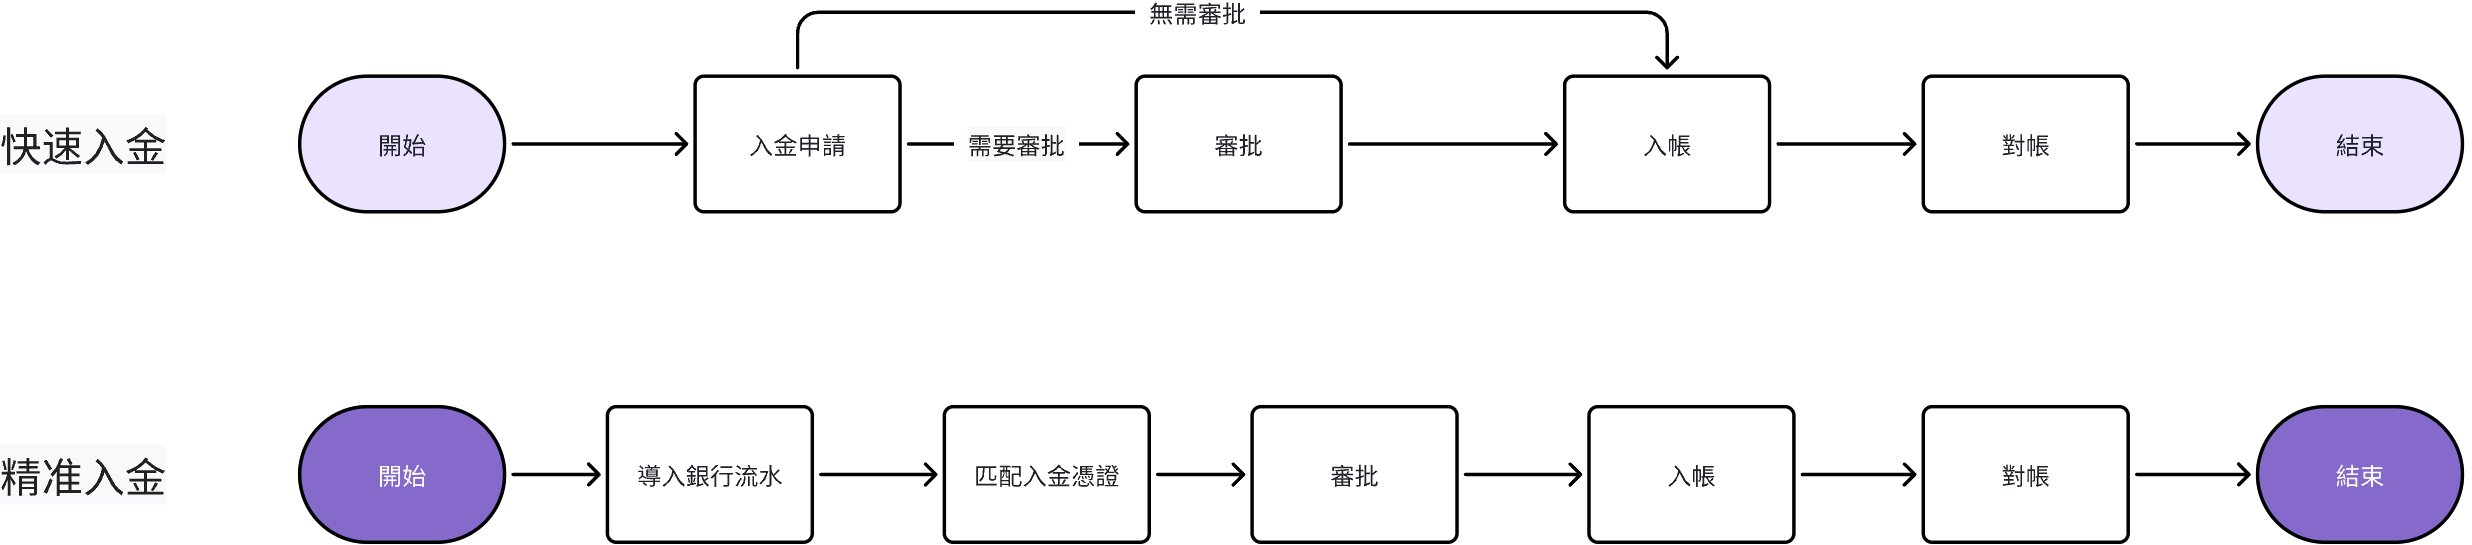 無需審批
快速入金
開始
入金申請
需要審批
審批
入帳
對帳
結束
精准入金
開始
導入銀行流水
匹配入金憑證
審批
入帳
對帳
結束